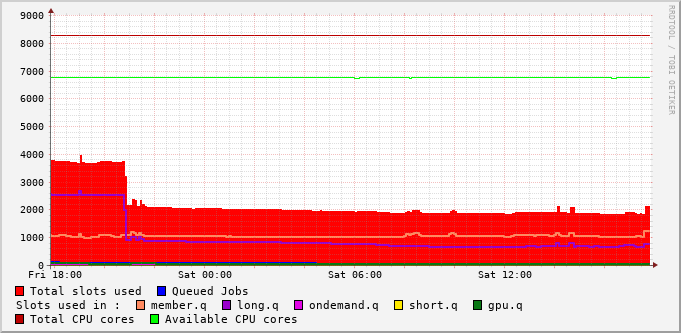 9000
8000
7000
6000
5000
4000
3000
2000
1000
0
Fri 18:00 Sat 00:00 Sat 06:00 Sat 12:00
RRDTOOL / TOBI OETIKER
Total slots used Queued Jobs
Slots used in : member.q long.q ondemand.q short.q gpu.q
Total CPU cores Available CPU cores